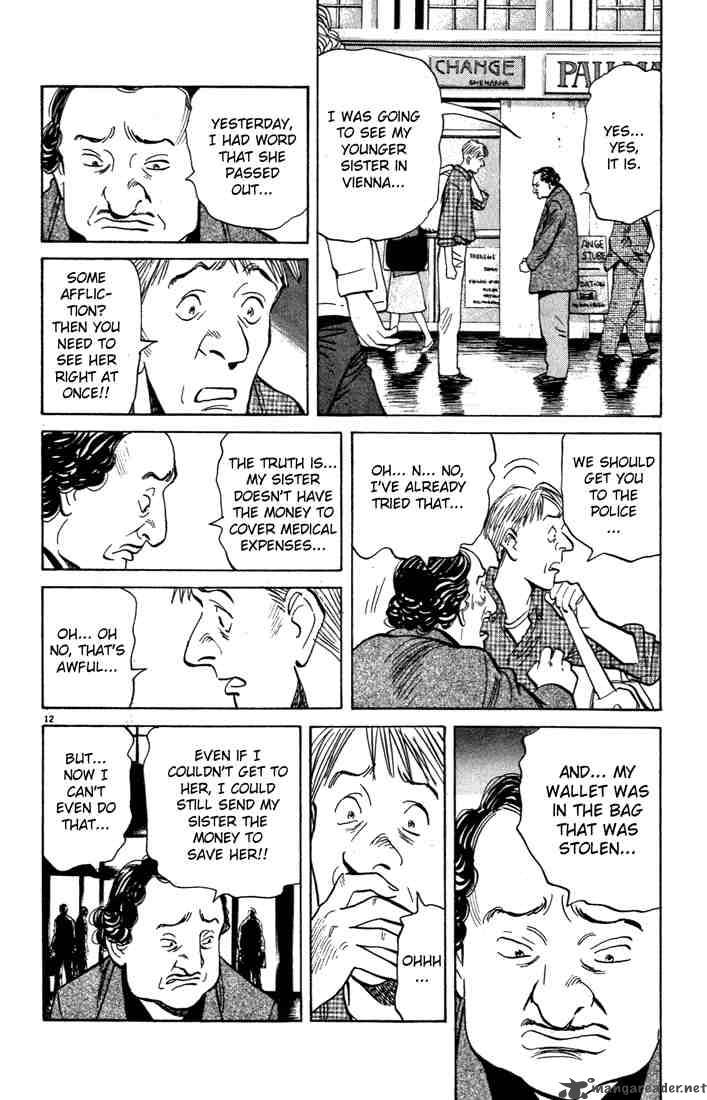 CHANGE
I WAS GOING
TO SEE MY
YOUNGER
SISTER IN
VIENNA...
YES...
YES,
IT IS.
ANGE
STUBE
YESTERDAY,
I HAD WORD
THAT SHE
PASSED
OUT...
SOME
AFFLIC-
TION?
THEN YOU
NEED TO
SEE HER
RIGHT AT
ONCE!!
WE SHOULD
GET YOU
TO THE
POLICE
...
OH... N... NO,
I'VE ALREADY
TRIED THAT...
THE TRUTH IS...
MY SISTER
DOESN'T HAVE
THE MONEY TO
COVER MEDICAL
EXPENSES...
OH... OH
NO, THAT'S
AWFUL...
12
AND... MY
WALLET WAS
IN THE BAG
THAT WAS
STOLEN...
OHHH
...
EVEN IF I
COULDN'T GET TO
HER, I COULD
STILL SEND MY
SISTER THE
MONEY TO
SAVE HER!!
BUT...
NOW I
CAN'T
EVEN DO
THAT...
mangareader.net